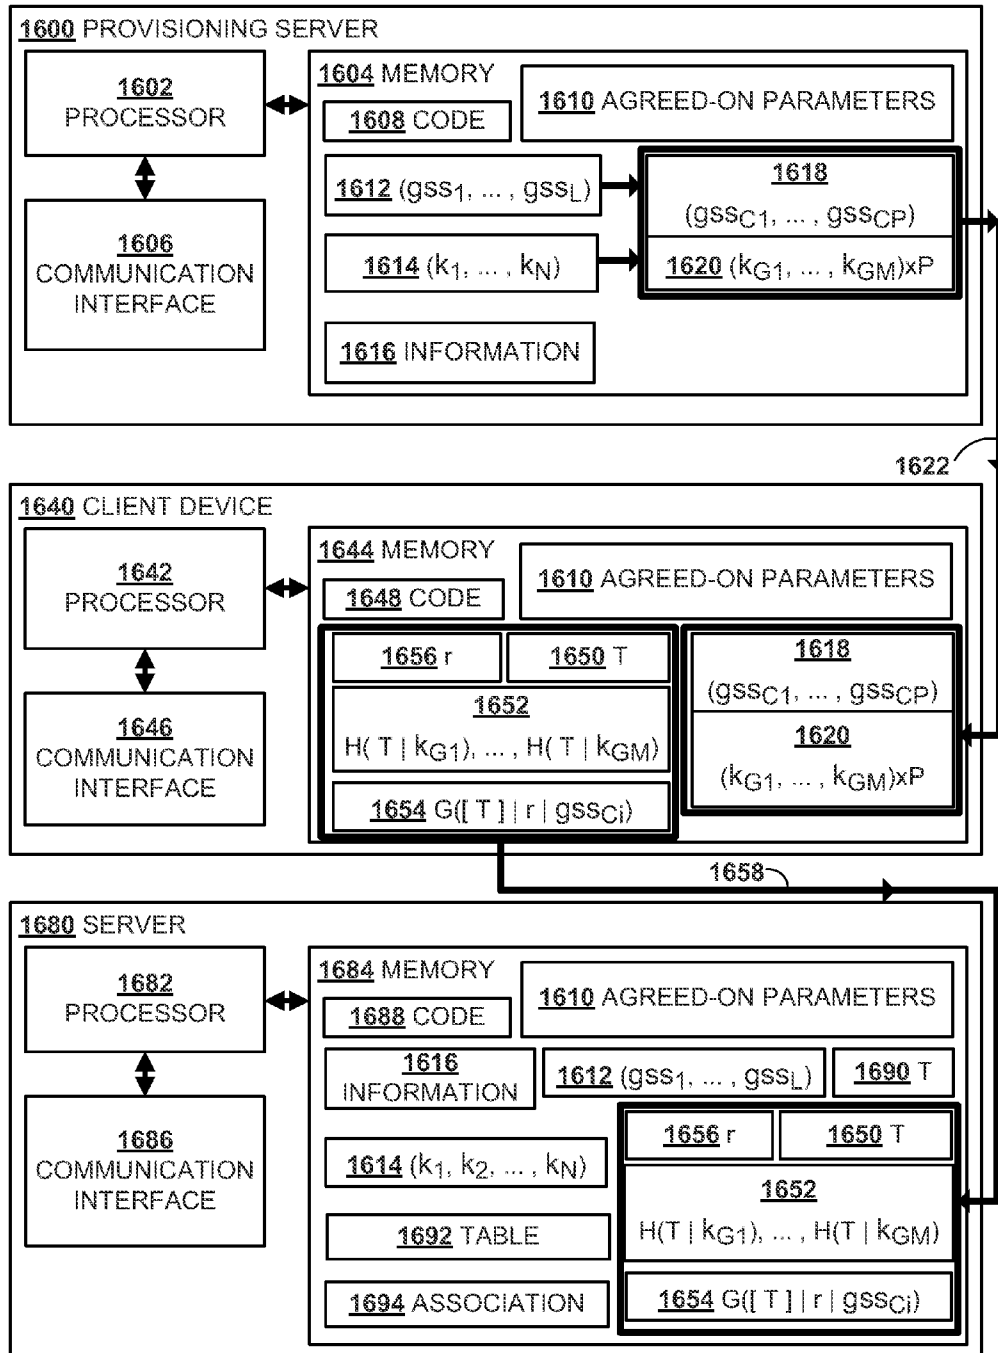 1600 PROVISIONING SERVER
1602
PROCESSOR
1604 MEMORY
1608 CODE
1610 AGREED-ON PARAMETERS
1612 (gss1, ... , gssL)
1618
(gssC1, ... , gssCP)
1606
COMMUNICATION
INTERFACE
1614 (k1, ... , kN)
1620 (kG1, ... , kGM)xP
1616 INFORMATION
1622
1640 CLIENT DEVICE
1642
PROCESSOR
1644 MEMORY
1648 CODE
1610 AGREED-ON PARAMETERS
1656 r
1650 T
1618
(gssC1, ... , gssCP)
1646
COMMUNICATION
INTERFACE
1652
H( T | kG1), ... , H( T | kGM)
1620
(kG1, ... , kGM)xP
1654 G([ T ] | r | gssCi)
1658
1680 SERVER
1682
PROCESSOR
1684 MEMORY
1688 CODE
1610 AGREED-ON PARAMETERS
1616
INFORMATION
1612 (gss1, ... , gssL)
1690 T
1686
COMMUNICATION
INTERFACE
1614 (k1, k2, ... , kN)
1656 r
1650 T
1652
H(T | kG1), ... , H(T | kGM)
1692 TABLE
1694 ASSOCIATION
1654 G([ T ] | r | gssCi)